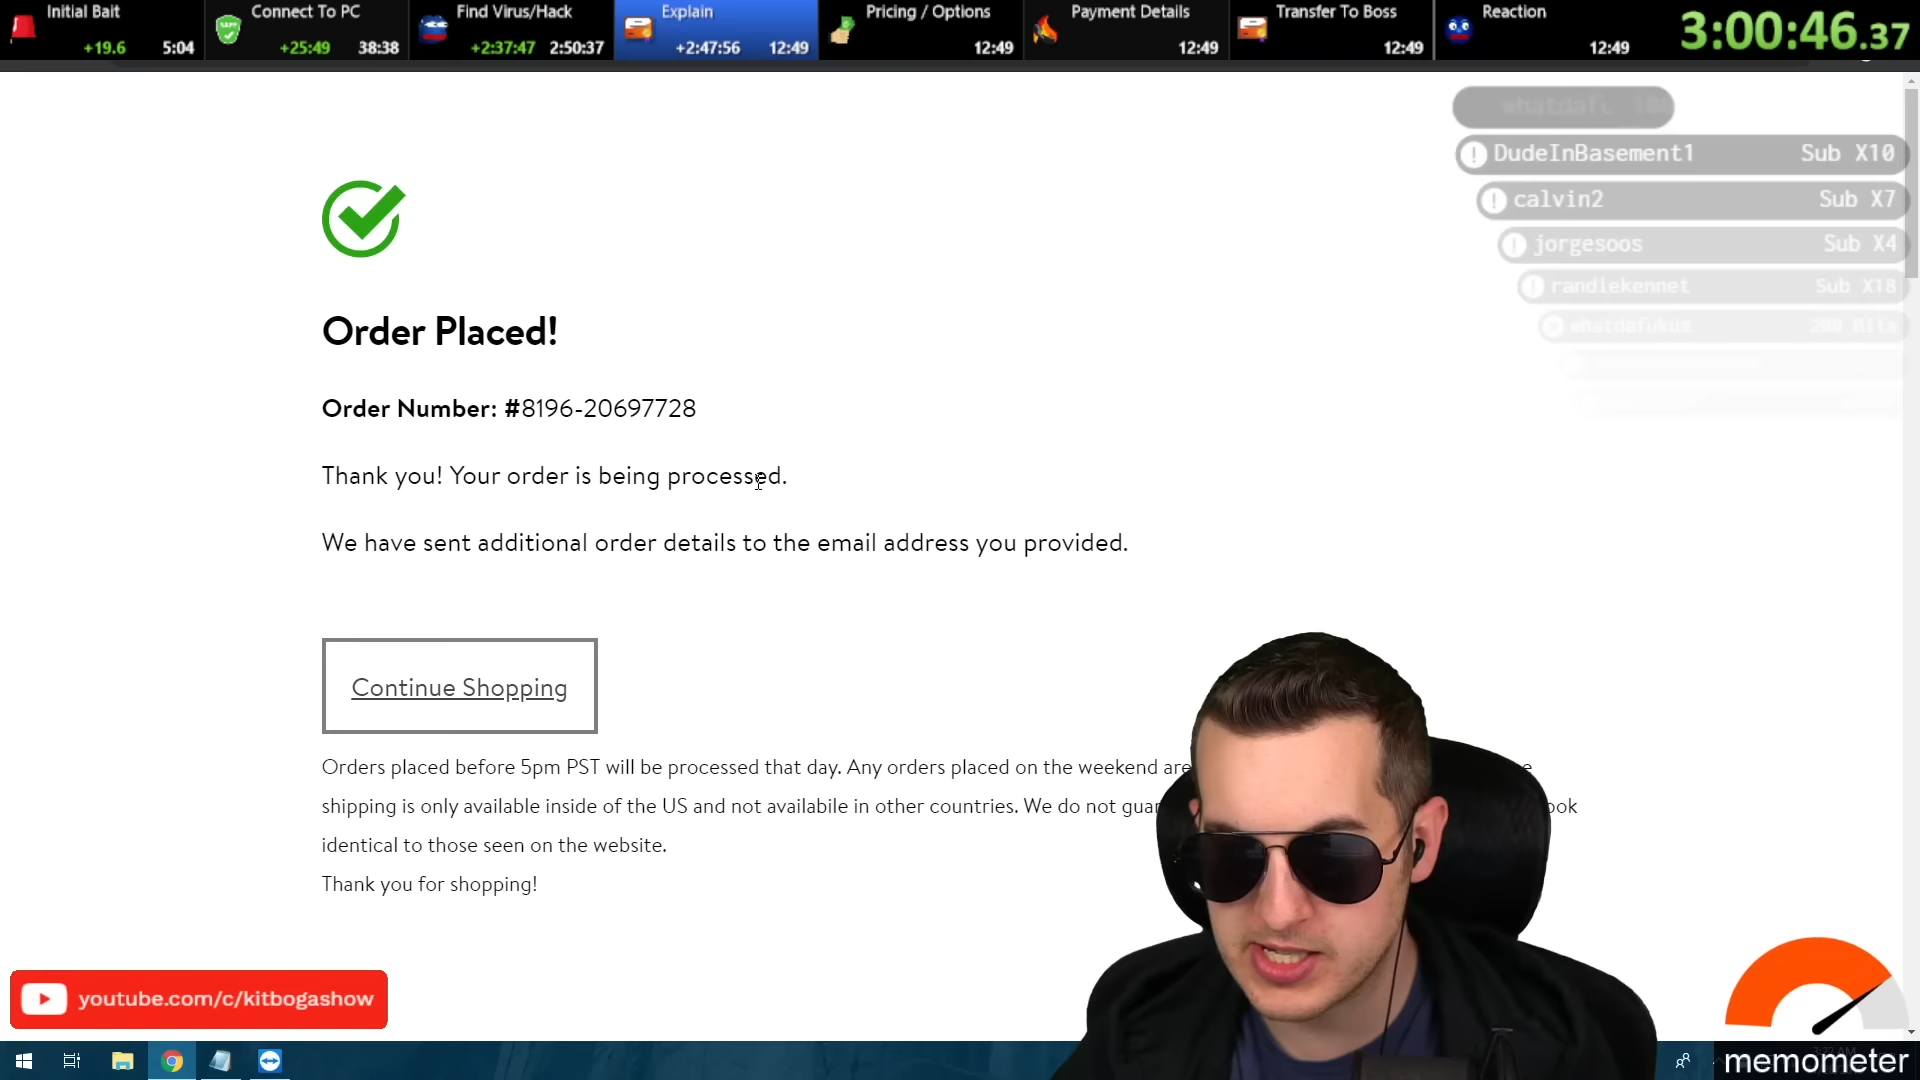 Initial Bait
+19.6 5:04
Connect To PC
+25:49 38:38
Find Virus/Hack
+2:37:47 2:50:37
Explain
+2:47:56 12:49
Pricing / Options
12:49
Payment Details
12:49
Transfer To Boss
12:49
Reaction
12:49
3:00:46.37
DudeInBasement1 Sub X10
calvin2 Sub X7
jorgesoos Sub X4
randiekennet Sub X18
whatdafukus 200 Bits
Order Placed!
Order Number: #8196-20697728
Thank you! Your order is being processed.
We have sent additional order details to the email address you provided.
Continue Shopping
Orders placed before 5pm PST will be processed that day. Any orders placed on the weekend are
shipping is only available inside of the US and not availabile in other countries. We do not
identical to those seen on the website.
Thank you for shopping!
youtube.com/c/kitbogashow
memometer